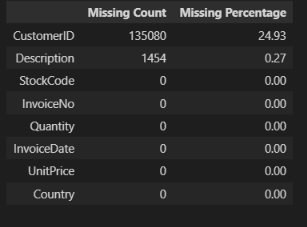 Missing Count Missing Percentage
CustomerID 135080 24.93
Description 1454 0.27
StockCode 0 0.00
InvoiceNo 0 0.00
Quantity 0 0.00
InvoiceDate 0 0.00
UnitPrice 0 0.00
Country 0 0.00